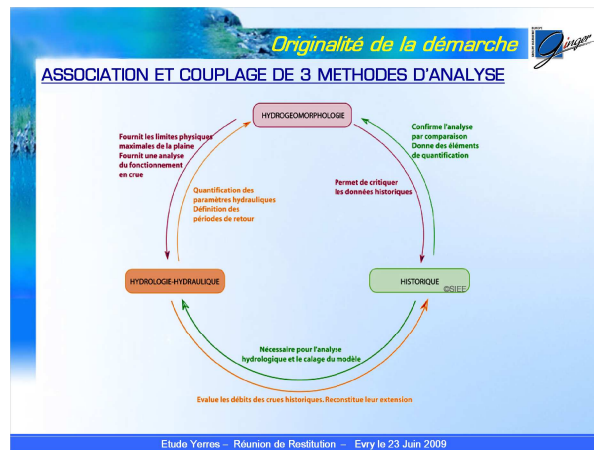 Originalité de la démarche
ginger
ASSOCIATION ET COUPLAGE DE 3 METHODES D'ANALYSE
HYDROGEOMORPHOLOGIE
Fournit les limites physiques
maximales de la plaine
Fournit une analyse
du fonctionnement
en crue
Confirme l'analyse
par comparaison
Donne des éléments
de quantification
Quantification des
paramètres hydrauliques
Définition des
périodes de retour
Permet de critiquer
les données historiques
HYDROLOGIE-HYDRAULIQUE
HISTORIQUE
©SIEE
Nécessaire pour l'analyse
hydrologique et le calage du modèle
Evalue les débits des crues historiques. Reconstitue leur extension
Etude Yerres – Réunion de Restitution – Evry le 23 Juin 2009